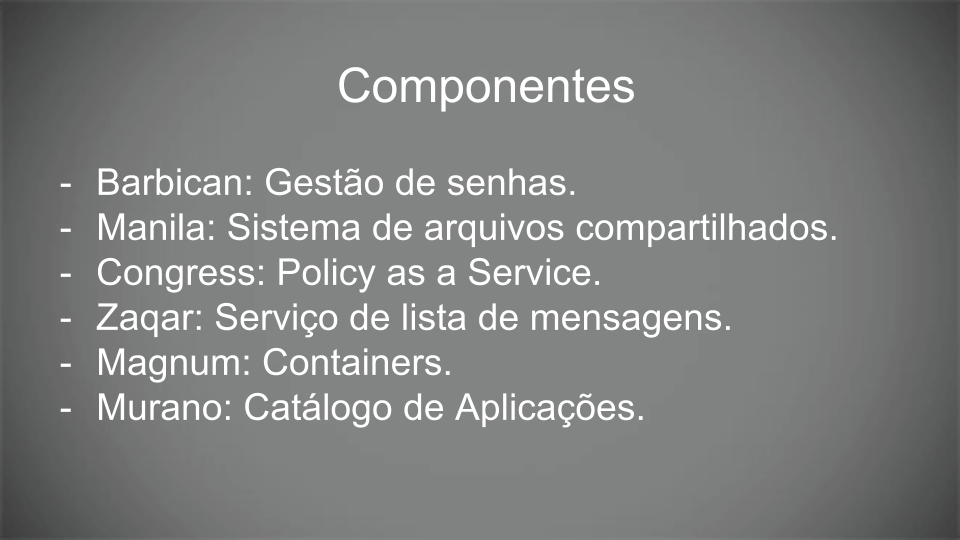 Componentes
- Barbican: Gestão de senhas.
- Manila: Sistema de arquivos compartilhados.
- Congress: Policy as a Service.
- Zaqar: Serviço de lista de mensagens.
- Magnum: Containers.
- Murano: Catálogo de Aplicações.